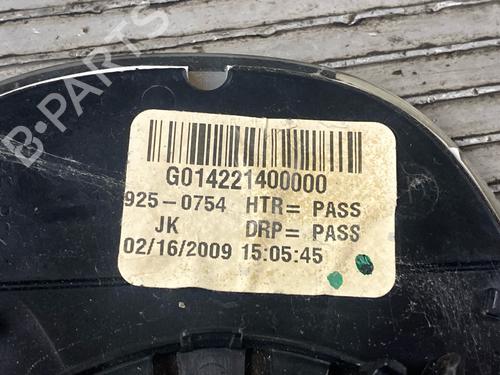 B-PARTS
G014221400000
925-0754 HTR= PASS
JK DRP= PASS
02/16/2009 15:05:45